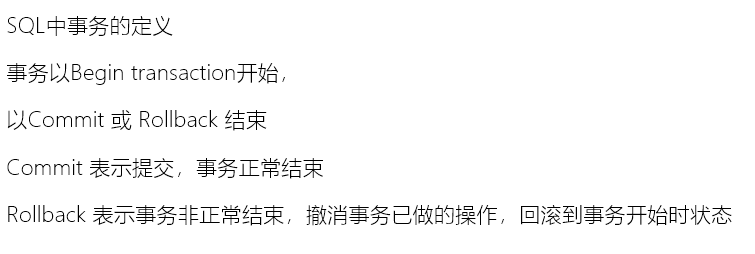 SQL中事务的定义
事务以Begin transaction开始，
以Commit 或 Rollback 结束
Commit 表示提交，事务正常结束
Rollback 表示事务非正常结束，撤消事务已做的操作，回滚到事务开始时状态